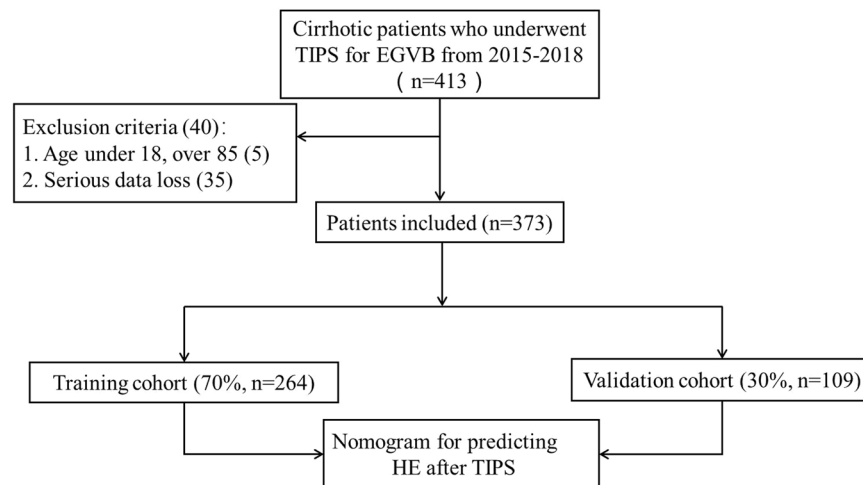 Cirrhotic patients who underwent
TIPS for EGVB from 2015-2018
( n=413 )
Exclusion criteria (40):
1. Age under 18, over 85 (5)
2. Serious data loss (35)
Patients included (n=373)
Training cohort (70%, n=264)
Validation cohort (30%, n=109)
Nomogram for predicting
HE after TIPS